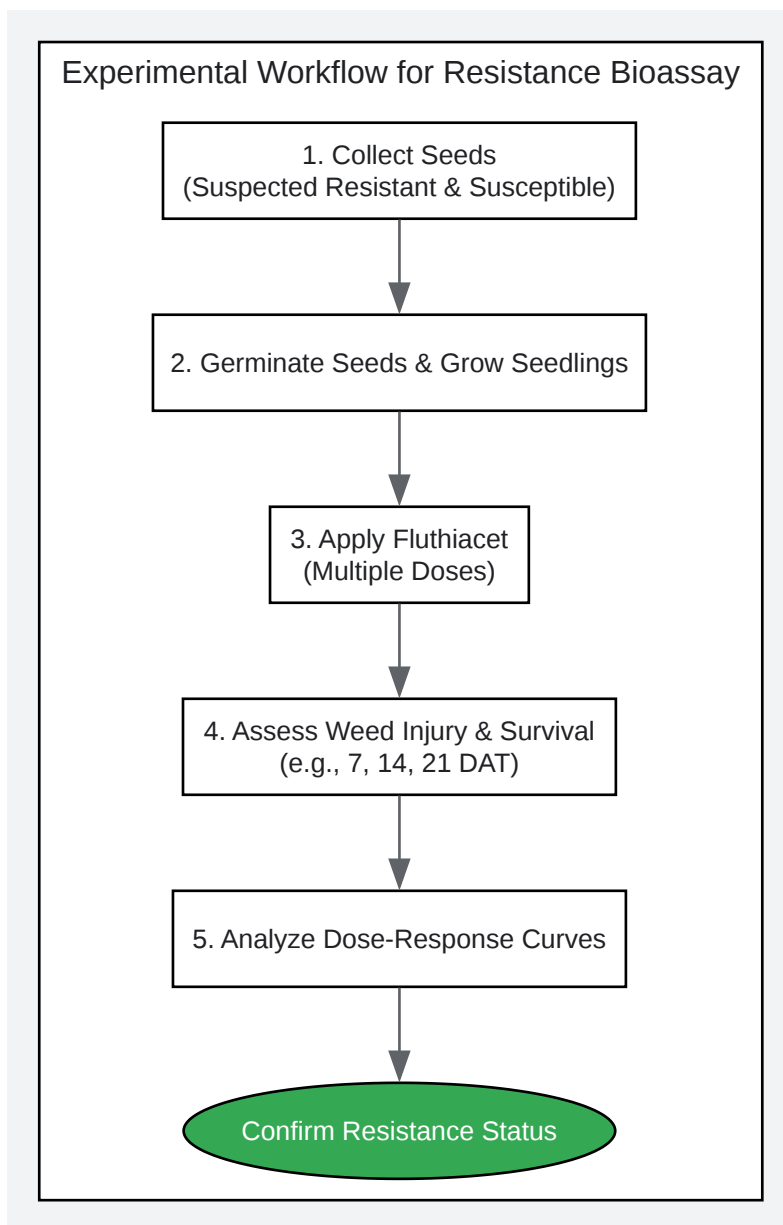 Experimental Workflow for Resistance Bioassay
1. Collect Seeds
(Suspected Resistant & Susceptible)
2. Germinate Seeds & Grow Seedlings
3. Apply Fluthiacet
(Multiple Doses)
4. Assess Weed Injury & Survival
(e.g., 7, 14, 21 DAT)
5. Analyze Dose-Response Curves
Confirm Resistance Status